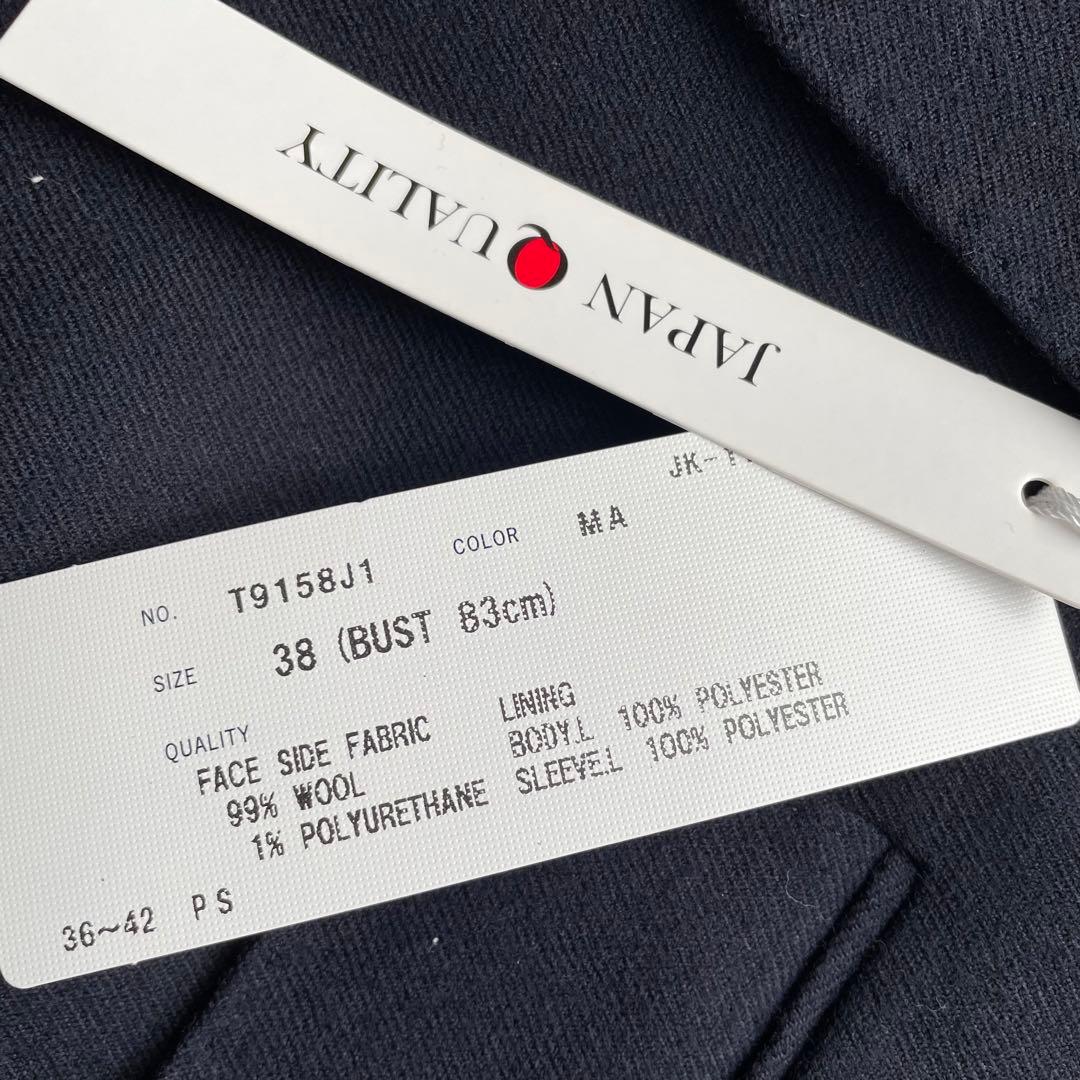 JAPAN QUALITY
JK-
NO. T9158J1 COLOR MA
SIZE 38 (BUST 83cm)
QUALITY
FACE SIDE FABRIC LINING
99% WOOL BODY.L 100% POLYESTER
1% POLYURETHANE SLEEVE.L 100% POLYESTER
36~42 PS